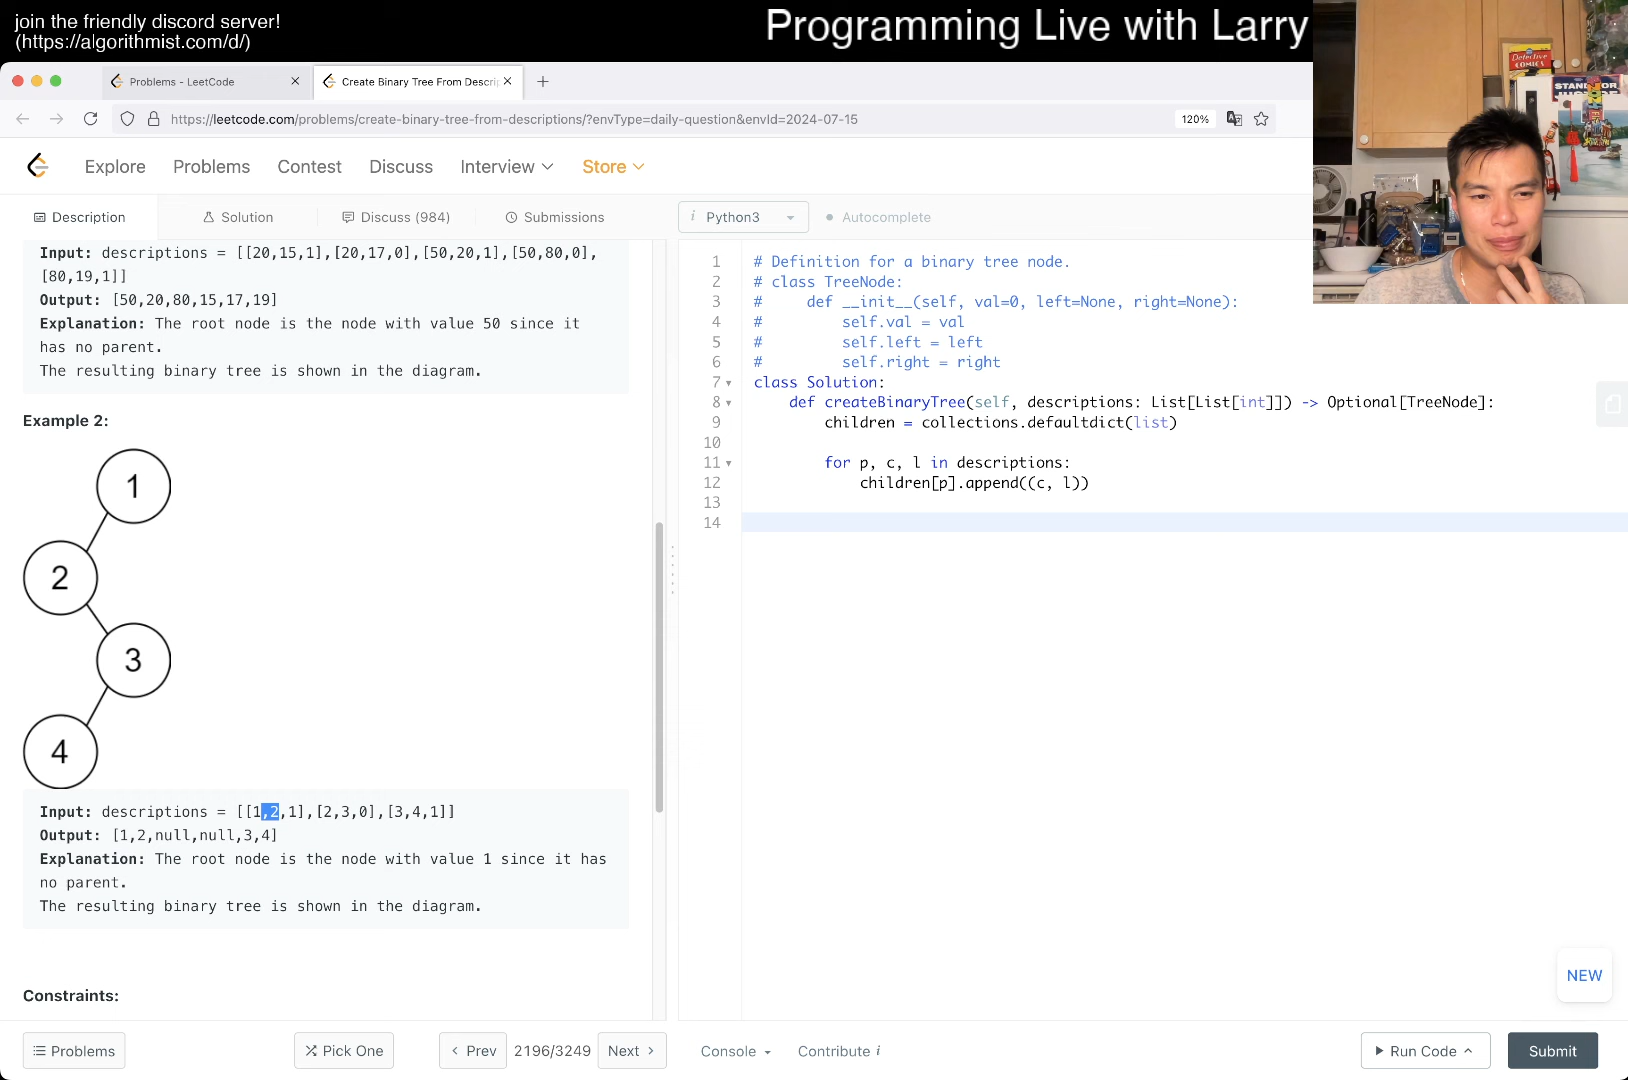 join the friendly discord server!
(https://algorithmist.com/d/)
Programming Live with Larry
Problems - LeetCode
Create Binary Tree From Descrip
https://leetcode.com/problems/create-binary-tree-from-descriptions/?envType=daily-question&envId=2024-07-15
120%
Explore Problems Contest Discuss Interview Store
Description Solution Discuss (984) Submissions
i Python3 Autocomplete
Input: descriptions = [[20,15,1],[20,17,0],[50,20,1],[50,80,0],
[80,19,1]]
Output: [50,20,80,15,17,19]
Explanation: The root node is the node with value 50 since it
has no parent.
The resulting binary tree is shown in the diagram.
Example 2:
1
2
3
4
Input: descriptions = [[1,2,1],[2,3,0],[3,4,1]]
Output: [1,2,null,null,3,4]
Explanation: The root node is the node with value 1 since it has
no parent.
The resulting binary tree is shown in the diagram.
Constraints:
1 # Definition for a binary tree node.
2 # class TreeNode:
3 #     def __init__(self, val=0, left=None, right=None):
4 #         self.val = val
5 #         self.left = left
6 #         self.right = right
7 class Solution:
8     def createBinaryTree(self, descriptions: List[List[int]]) -> Optional[TreeNode]:
9         children = collections.defaultdict(list)
10
11         for p, c, l in descriptions:
12             children[p].append((c, l))
13
14
NEW
Problems Pick One < Prev 2196/3249 Next > Console Contribute i Run Code Submit